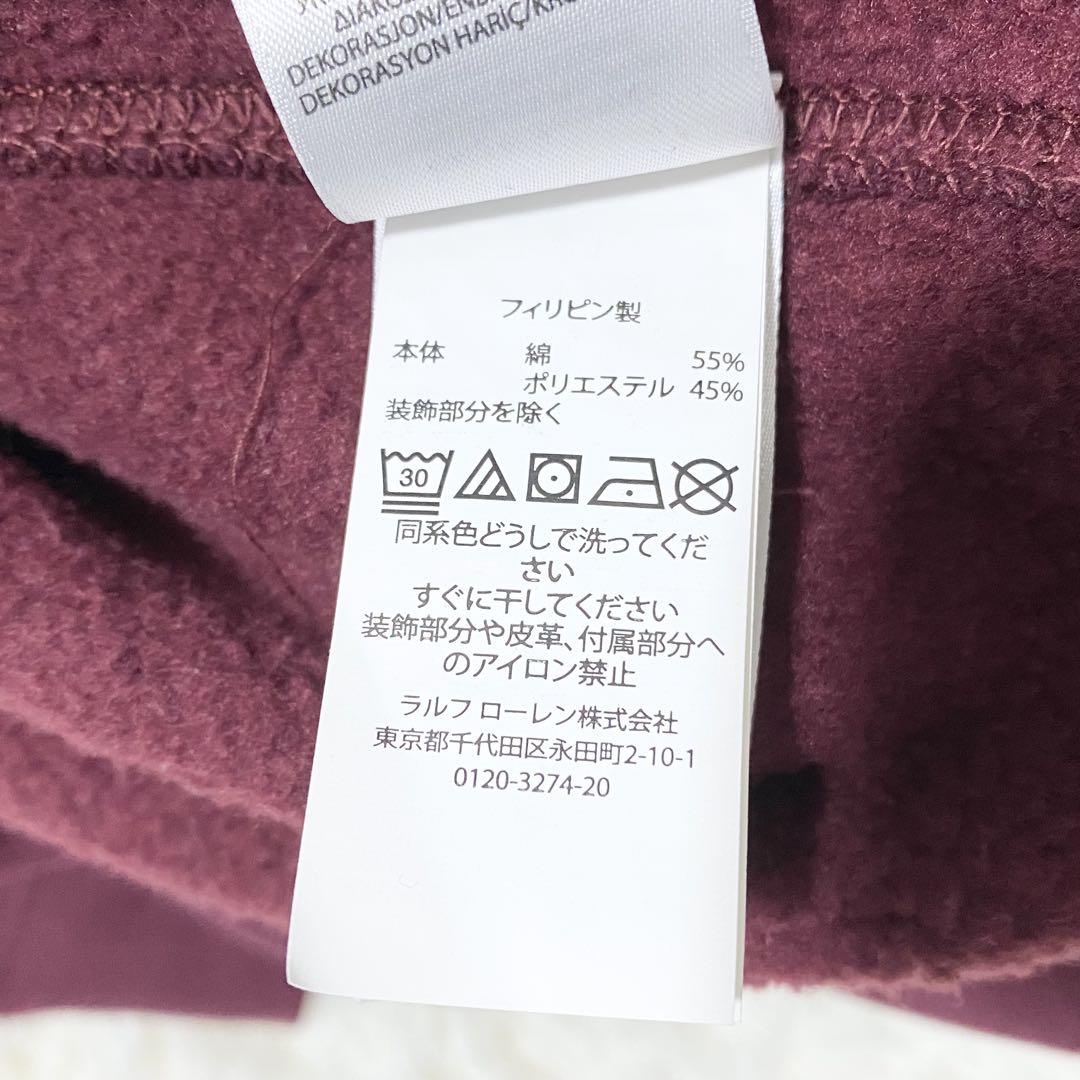 DEKORASJON/END
DEKORASYON HARIÇ/
フィリピン製
本体 綿 55%
ポリエステル 45%
装飾部分を除く
30
同系色どうしで洗ってくだ
さい
すぐに干してください
装飾部分や皮革、付属部分へ
のアイロン禁止
ラルフ ローレン株式会社
東京都千代田区永田町2-10-1
0120-3274-20